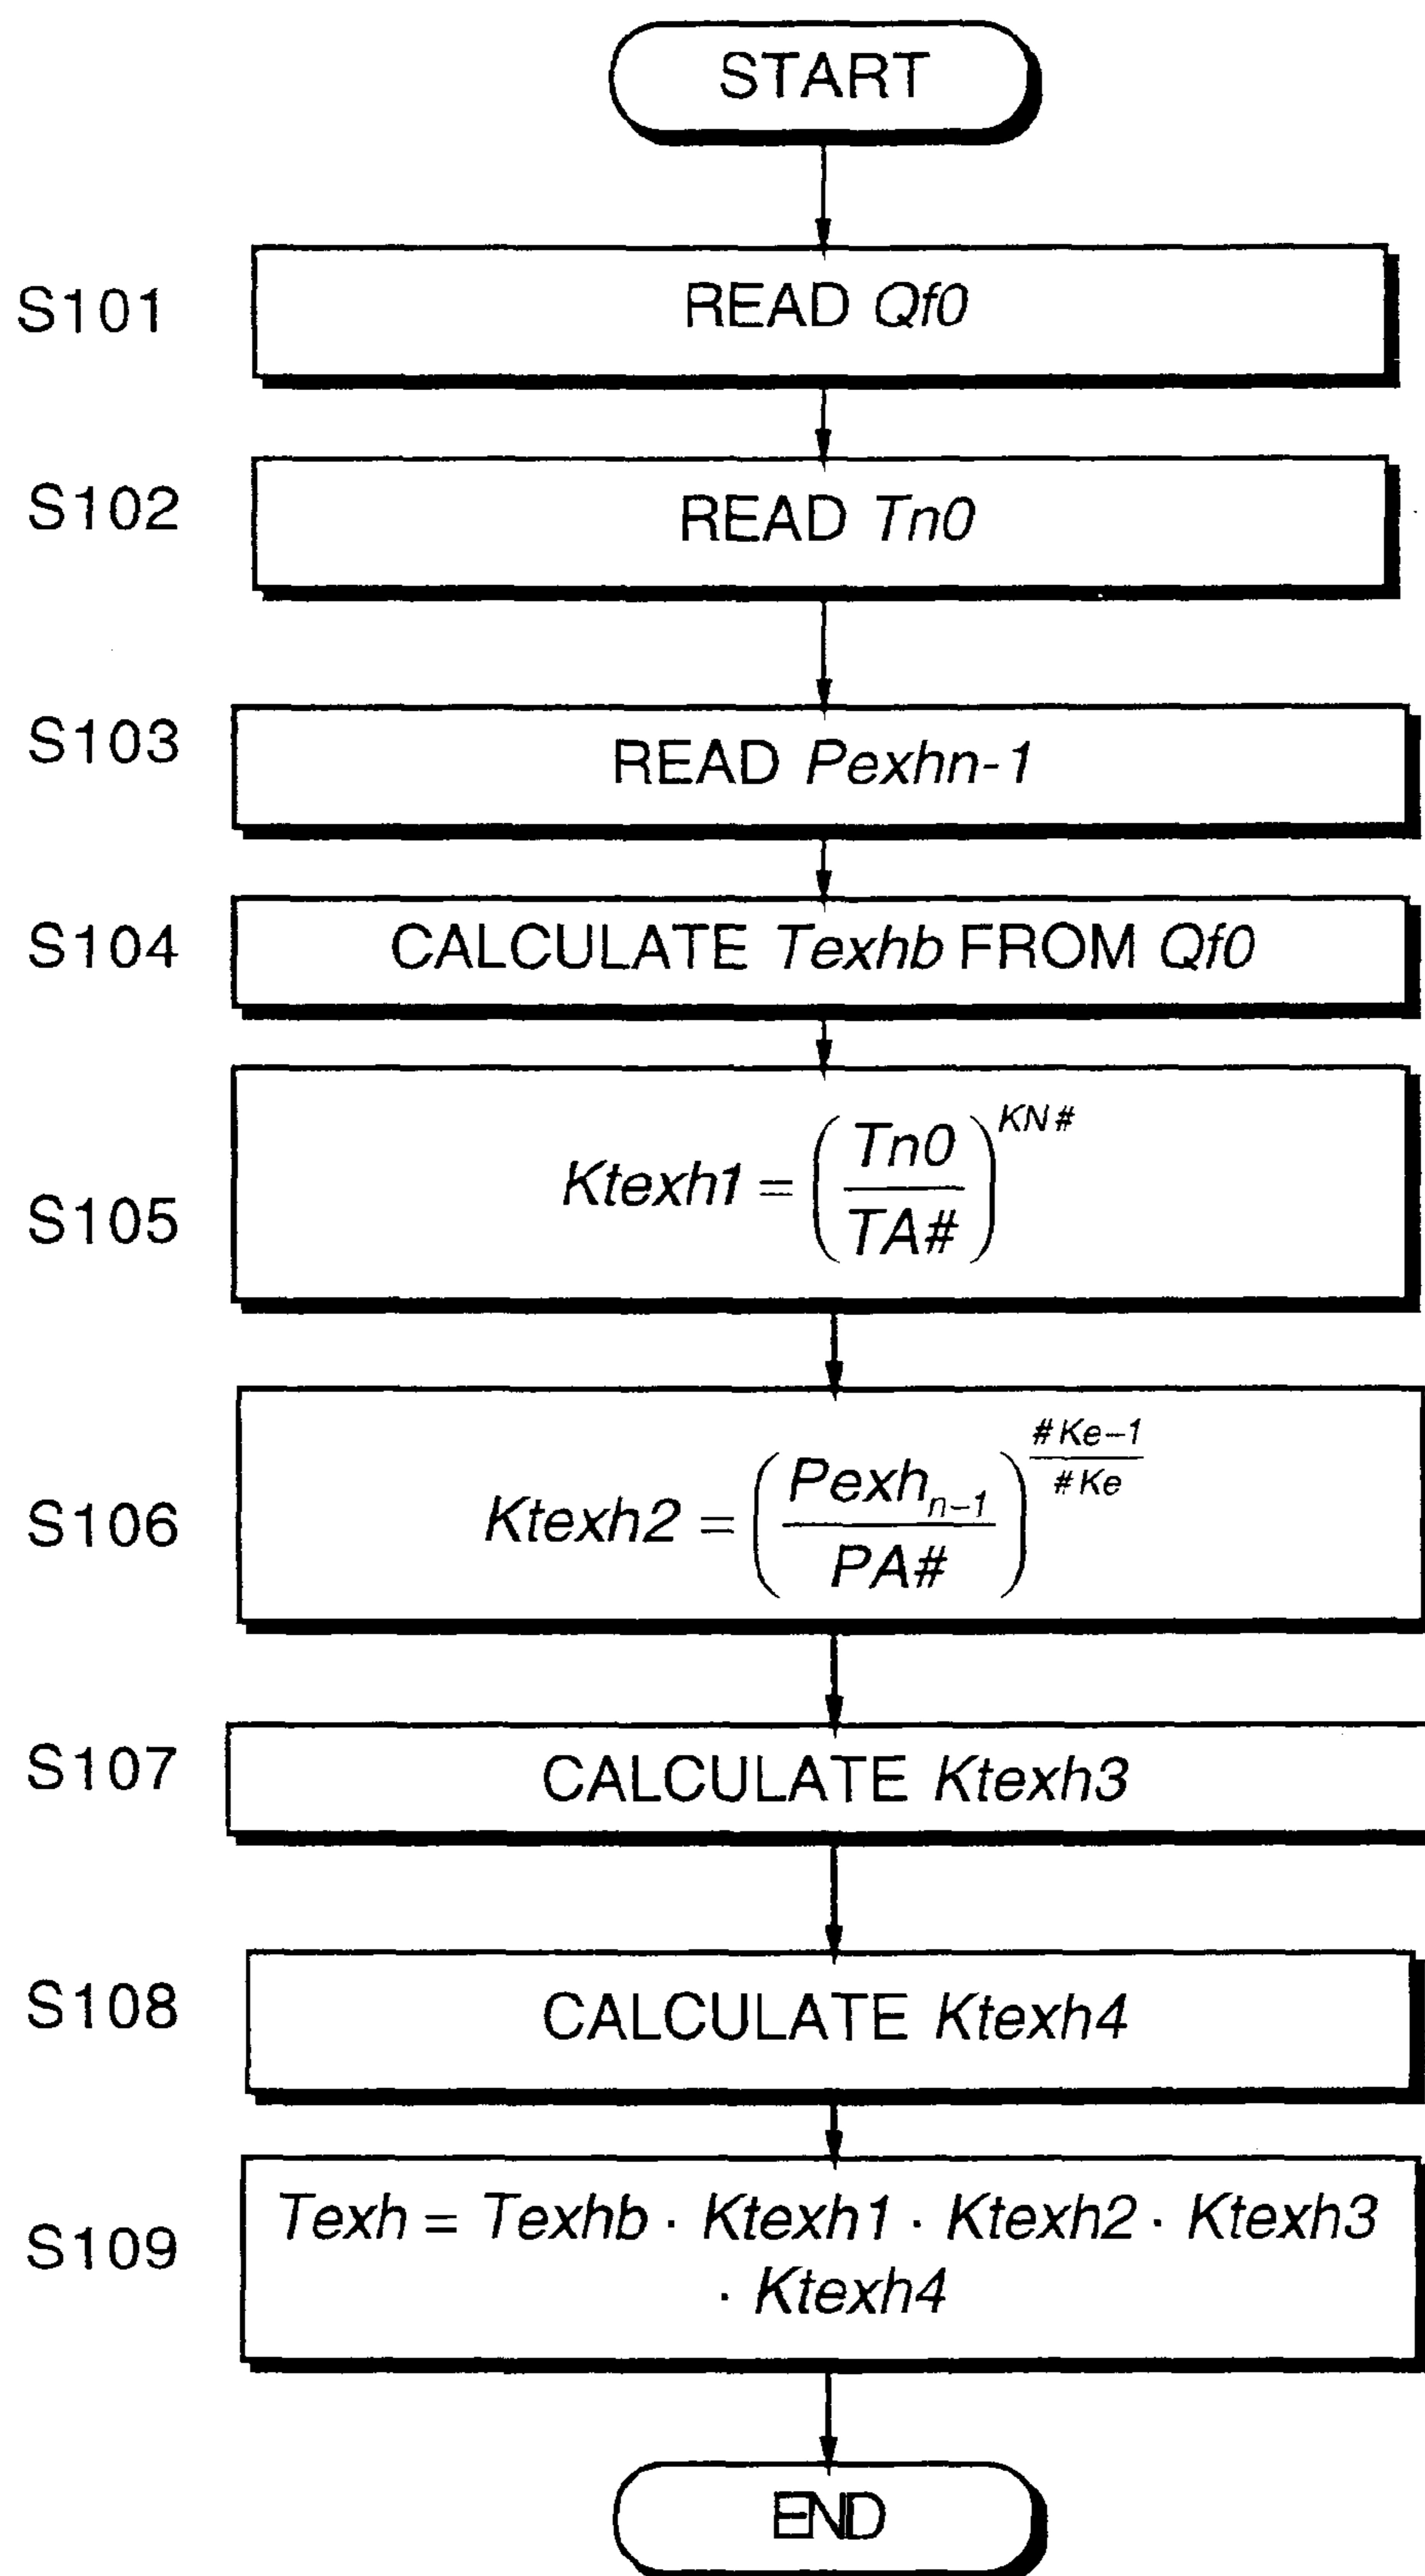 START
S101 READ Qf0
S102 READ Tn0
S103 READ Pexhn-1
S104 CALCULATE Texhb FROM Qf0
S105 Ktexh1 = (Tn0 / TA#)^KN#
S106 Ktexh2 = (Pexh_n-1 / PA#)^(#Ke-1 / #Ke)
S107 CALCULATE Ktexh3
S108 CALCULATE Ktexh4
S109 Texh = Texhb · Ktexh1 · Ktexh2 · Ktexh3
· Ktexh4
END